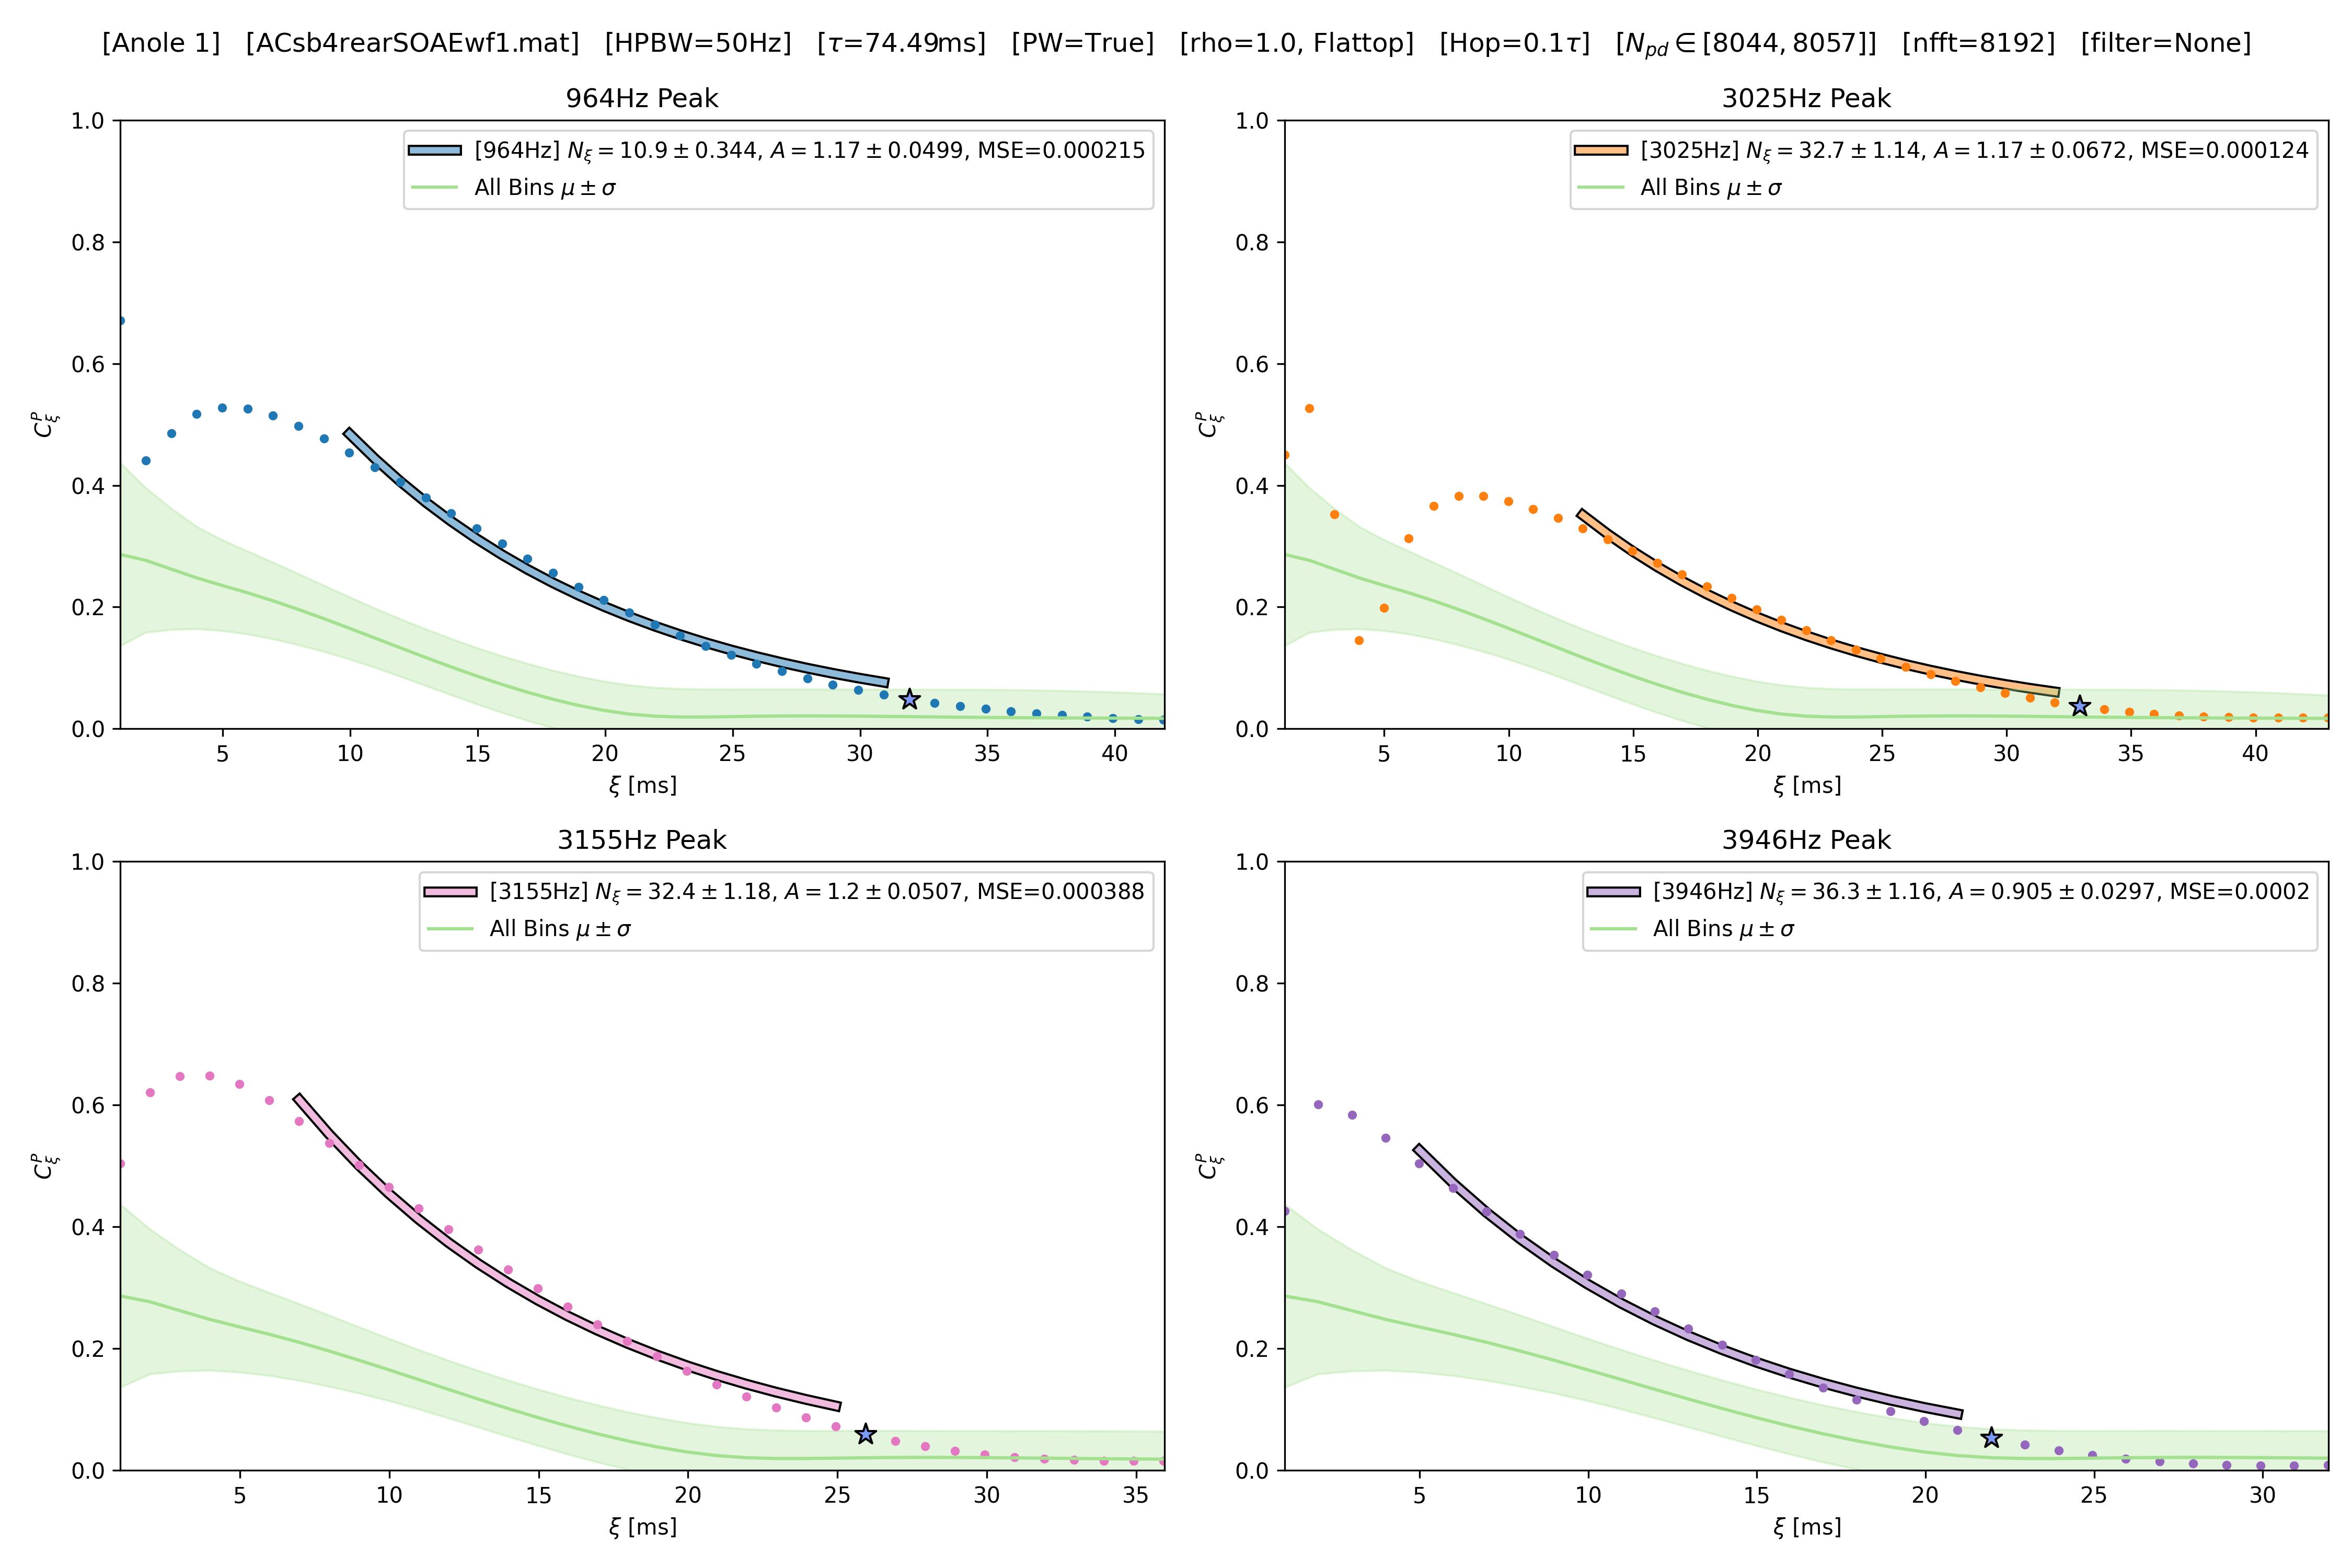 [Anole 1] [ACsb4rearSOAEwf1.mat] [HPBW=50Hz] [τ=74.49ms] [PW=True] [rho=1.0, Flattop] [Hop=0.1τ] [N_{pd} ∈ [8044, 8057]] [nfft=8192] [filter=None]
964Hz Peak
[964Hz] N_ξ = 10.9 ± 0.344, A = 1.17 ± 0.0499, MSE=0.000215
All Bins μ ± σ
1.0
0.8
0.6
0.4
0.2
0.0
C_ξ^P
5 10 15 20 25 30 35 40
ξ [ms]
3025Hz Peak
[3025Hz] N_ξ = 32.7 ± 1.14, A = 1.17 ± 0.0672, MSE=0.000124
All Bins μ ± σ
1.0
0.8
0.6
0.4
0.2
0.0
C_ξ^P
5 10 15 20 25 30 35 40
ξ [ms]
3155Hz Peak
[3155Hz] N_ξ = 32.4 ± 1.18, A = 1.2 ± 0.0507, MSE=0.000388
All Bins μ ± σ
1.0
0.8
0.6
0.4
0.2
0.0
C_ξ^P
5 10 15 20 25 30 35
ξ [ms]
3946Hz Peak
[3946Hz] N_ξ = 36.3 ± 1.16, A = 0.905 ± 0.0297, MSE=0.0002
All Bins μ ± σ
1.0
0.8
0.6
0.4
0.2
0.0
C_ξ^P
5 10 15 20 25 30
ξ [ms]